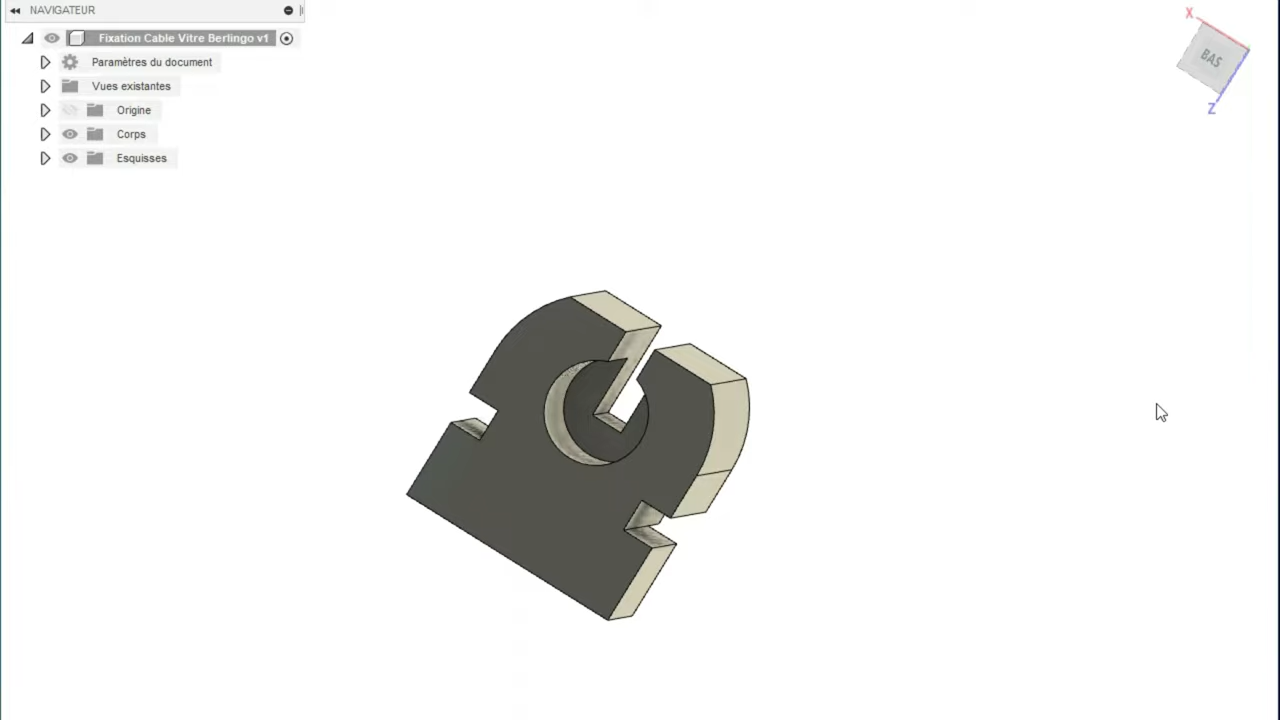 NAVIGATEUR
Fixation Cable Vitre Berlingo v1
Paramètres du document
Vues existantes
Origine
Corps
Esquisses
X
BAS
Z